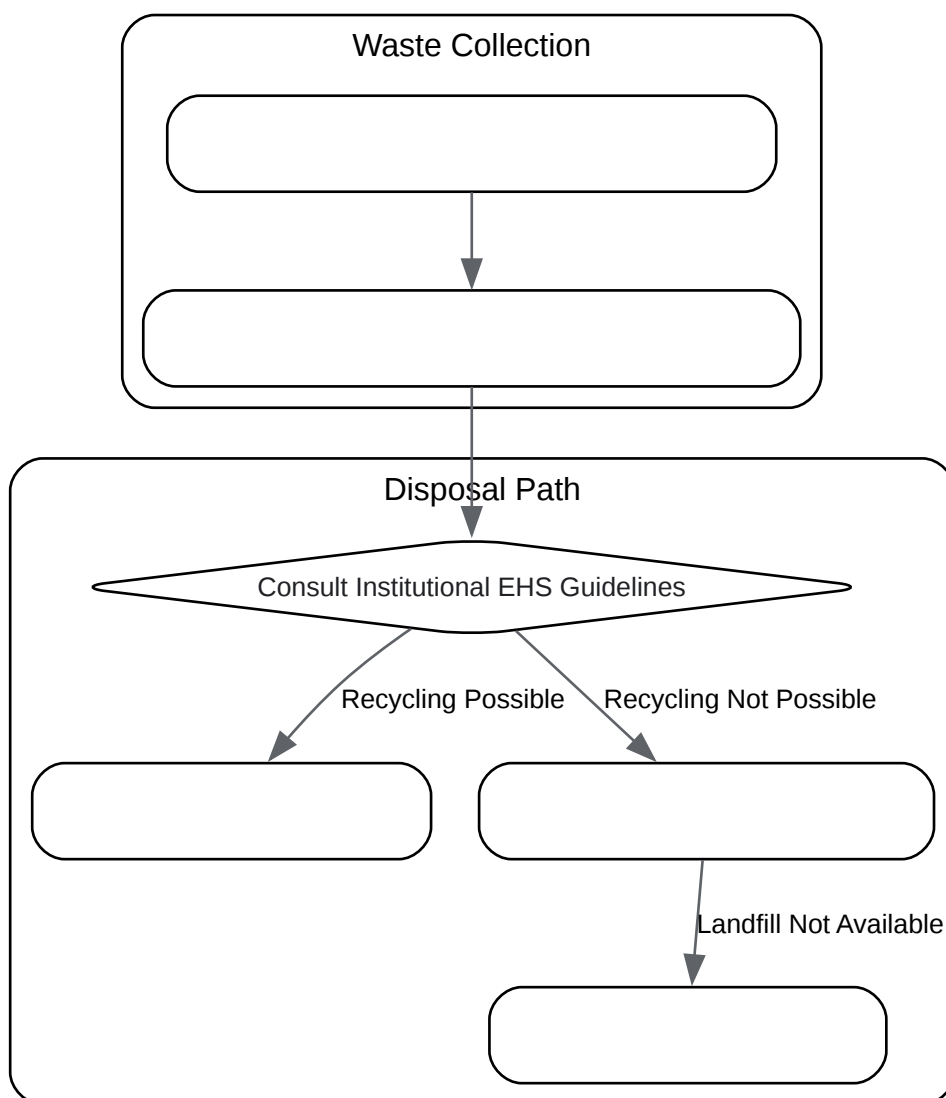 Waste Collection
Disposal Path
Consult Institutional EHS Guidelines
Recycling Possible
Recycling Not Possible
Landfill Not Available